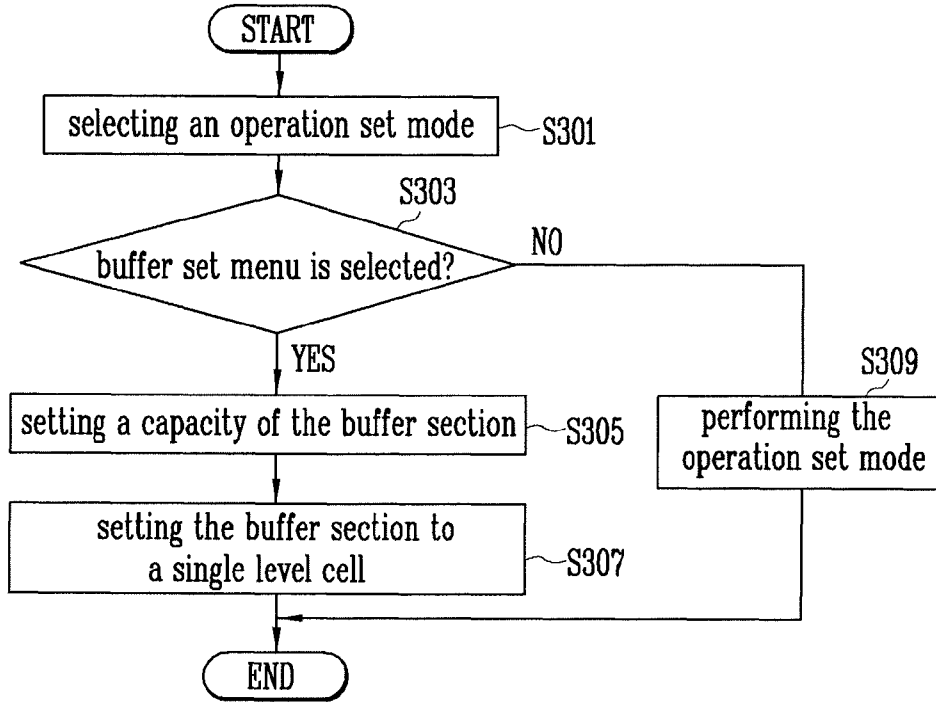 START
selecting an operation set mode
S301
S303
buffer set menu is selected?
NO
YES
S309
setting a capacity of the buffer section
S305
performing the
operation set mode
setting the buffer section to
a single level cell
S307
END